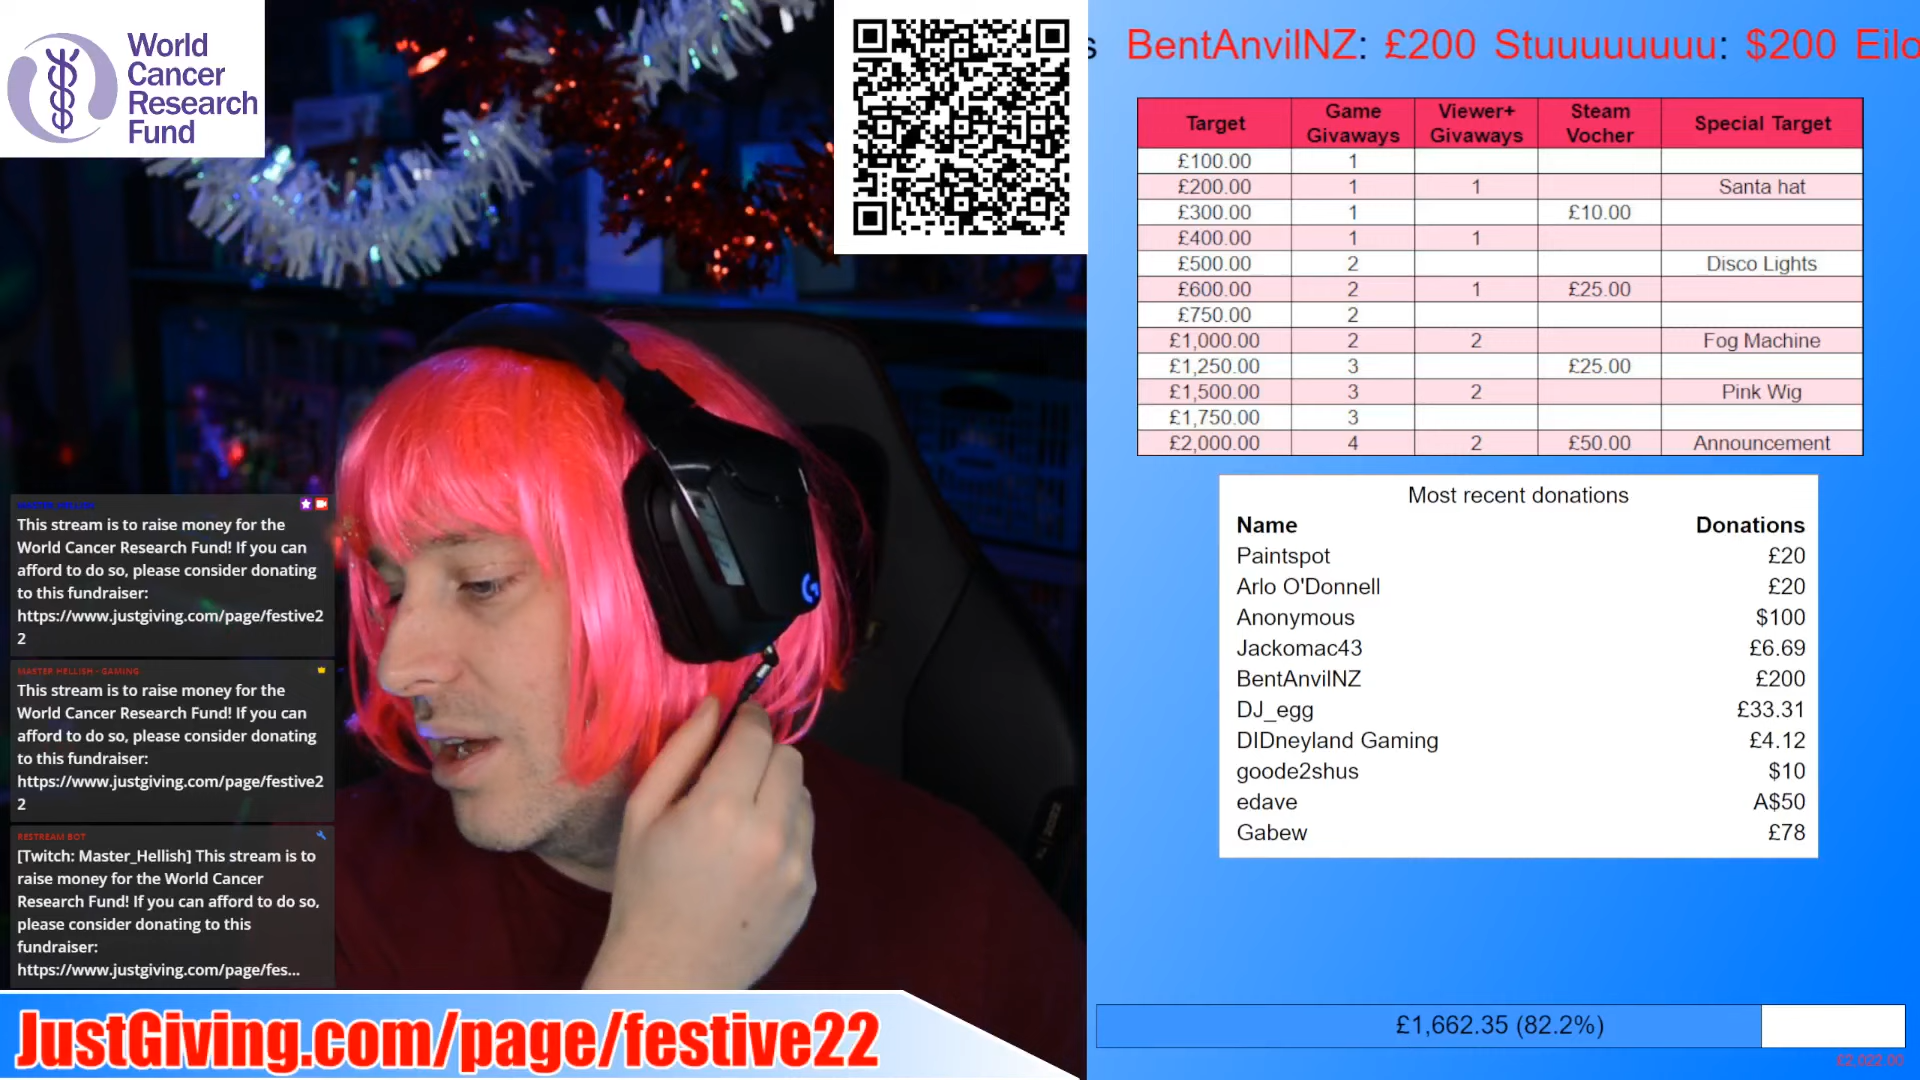 World
Cancer
Research
Fund
BentAnvilNZ: £200 Stuuuuuuuu: $200 Eilo
Target Game Givaways Viewer+ Givaways Steam Vocher Special Target
£100.00 1
£200.00 1 1 Santa hat
£300.00 1 £10.00
£400.00 1 1
£500.00 2 Disco Lights
£600.00 2 1 £25.00
£750.00 2
£1,000.00 2 2 Fog Machine
£1,250.00 3 £25.00
£1,500.00 3 2 Pink Wig
£1,750.00 3
£2,000.00 4 2 £50.00 Announcement
Most recent donations
Name Donations
Paintspot £20
Arlo O'Donnell £20
Anonymous $100
Jackomac43 £6.69
BentAnvilNZ £200
DJ_egg £33.31
DIDneyland Gaming £4.12
goode2shus $10
edave A$50
Gabew £78
£1,662.35 (82.2%)
£2,022.00
This stream is to raise money for the
World Cancer Research Fund! If you can
afford to do so, please consider donating
to this fundraiser:
https://www.justgiving.com/page/festive2
2
MASTER HELLISH - GAMING
This stream is to raise money for the
World Cancer Research Fund! If you can
afford to do so, please consider donating
to this fundraiser:
https://www.justgiving.com/page/festive2
2
RESTREAM BOT
[Twitch: Master_Hellish] This stream is to
raise money for the World Cancer
Research Fund! If you can afford to do so,
please consider donating to this
fundraiser:
https://www.justgiving.com/page/fes...
JustGiving.com/page/festive22